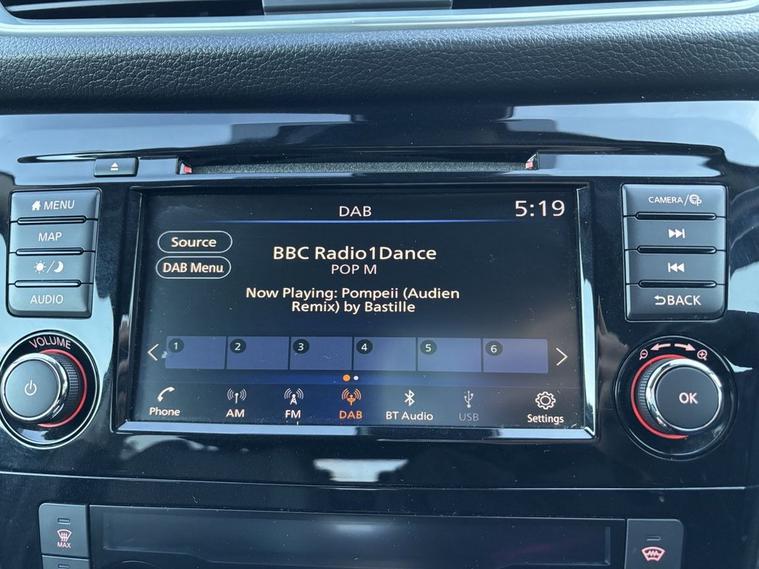 MENU
MAP
AUDIO
VOLUME
DAB
5:19
Source
DAB Menu
BBC Radio1Dance
POP M
Now Playing: Pompeii (Audien
Remix) by Bastille
1 2 3 4 5 6
Phone
AM
FM
DAB
BT Audio
USB
Settings
CAMERA/
BACK
OK
MAX